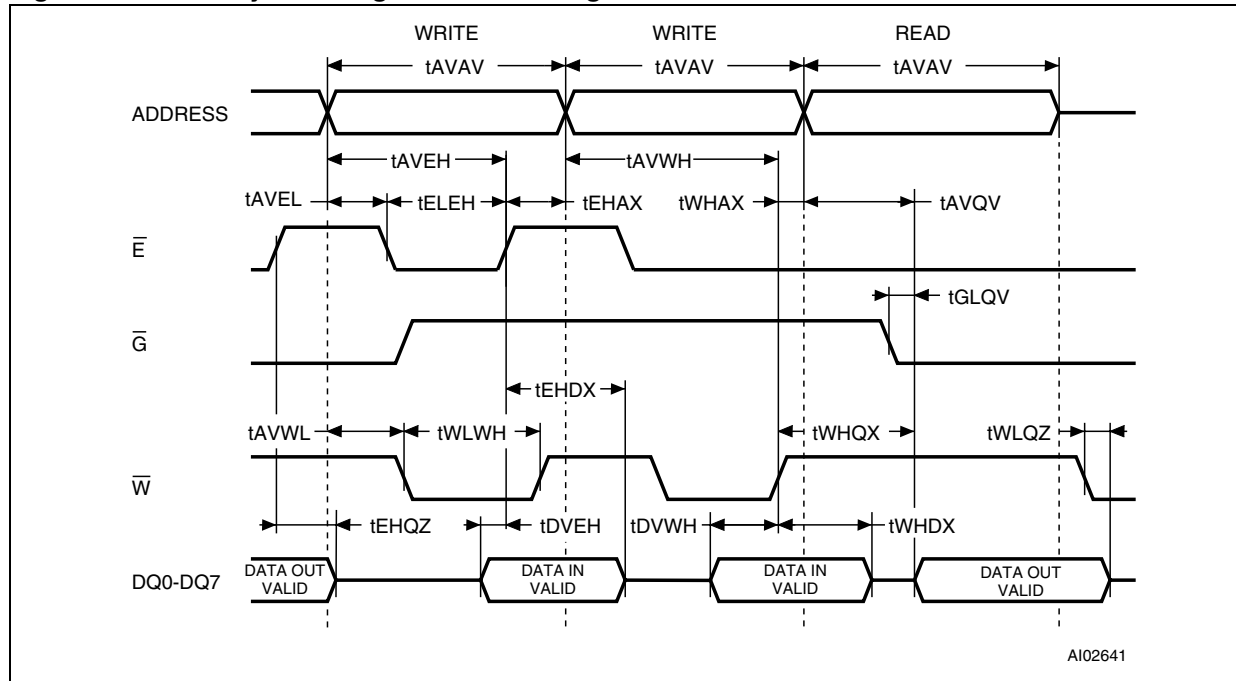 WRITE WRITE READ
tAVAV tAVAV tAVAV
ADDRESS
tAVEH tAVWH
tAVEL tELEH tEHAX tWHAX tAVQV
E̅
tGLQV
G̅
tEHDX
tAVWL tWLWH tWHQX tWLQZ
W̅
tEHQZ tDVEH tDVWH tWHDX
DQ0-DQ7
DATA OUT
VALID
DATA IN
VALID
DATA IN
VALID
DATA OUT
VALID
AI02641